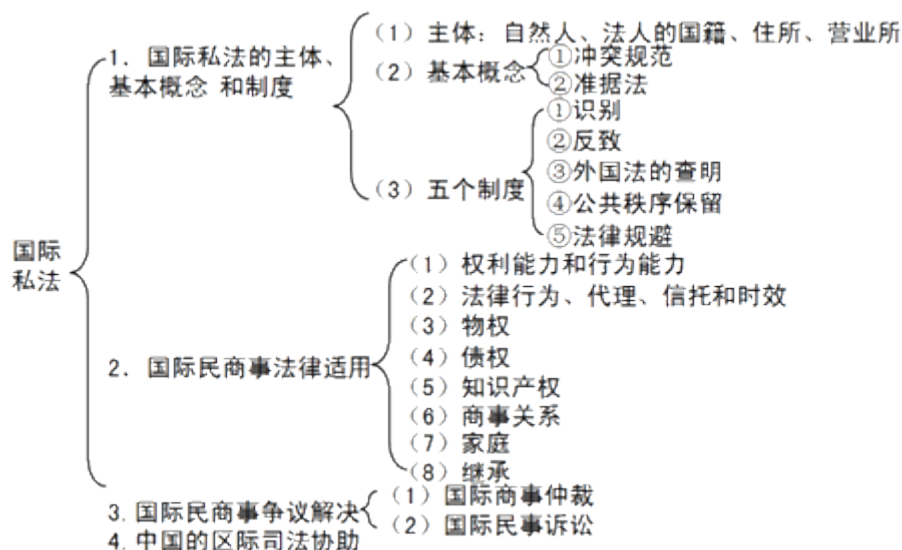 国际私法
1. 国际私法的主体、基本概念 和制度
（1）主体：自然人、法人的国籍、住所、营业所
（2）基本概念
①冲突规范
②准据法
（3）五个制度
①识别
②反致
③外国法的查明
④公共秩序保留
⑤法律规避
2. 国际民商事法律适用
（1）权利能力和行为能力
（2）法律行为、代理、信托和时效
（3）物权
（4）债权
（5）知识产权
（6）商事关系
（7）家庭
（8）继承
3. 国际民商事争议解决
（1）国际商事仲裁
（2）国际民事诉讼
4. 中国的区际司法协助